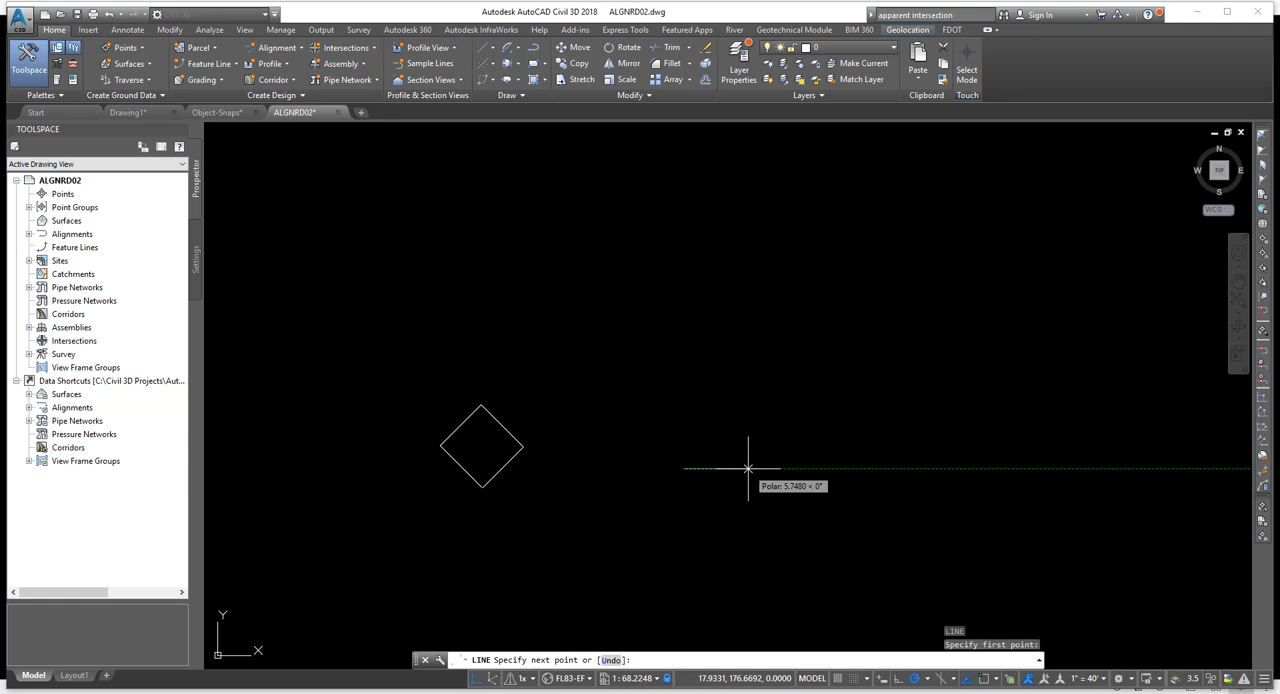 Autodesk AutoCAD Civil 3D 2018 ALGNRD02.dwg
apparent intersection
Sign In
C3D
Civil 3D
Home Insert Annotate Modify Analyze View Manage Output Survey Autodesk 360 Autodesk InfraWorks Help Add-ins Express Tools Featured Apps River Geotechnical Module BIM 360 Geolocation FDOT
Toolspace
Points
Surfaces
Traverse
Parcel
Feature Line
Grading
Alignment
Profile
Corridor
Intersections
Assembly
Pipe Network
Profile View
Sample Lines
Section Views
Move
Copy
Stretch
Rotate
Mirror
Scale
Trim
Fillet
Array
Layer
Properties
0
Make Current
Match Layer
Paste
Select
Mode
Palettes
Create Ground Data
Create Design
Profile & Section Views
Draw
Modify
Layers
Clipboard
Touch
Start
Drawing1*
Object-Snaps*
ALGNRD02*
TOOLSPACE
Active Drawing View
ALGNRD02
Points
Point Groups
Surfaces
Alignments
Feature Lines
Sites
Catchments
Pipe Networks
Pressure Networks
Corridors
Assemblies
Intersections
Survey
View Frame Groups
Data Shortcuts [C:\Civil 3D Projects\Aut...
Surfaces
Alignments
Pipe Networks
Pressure Networks
Corridors
View Frame Groups
Prospector
Settings
N
W TOP E
S
WCS
Polar: 5.7480 < 0°
Y
X
LINE
Specify first point:
LINE Specify next point or [Undo]:
Model
Layout1
1x
FL83-EF
1: 68.2248
17.9331, 176.6692, 0.0000
MODEL
1" = 40'
3.5